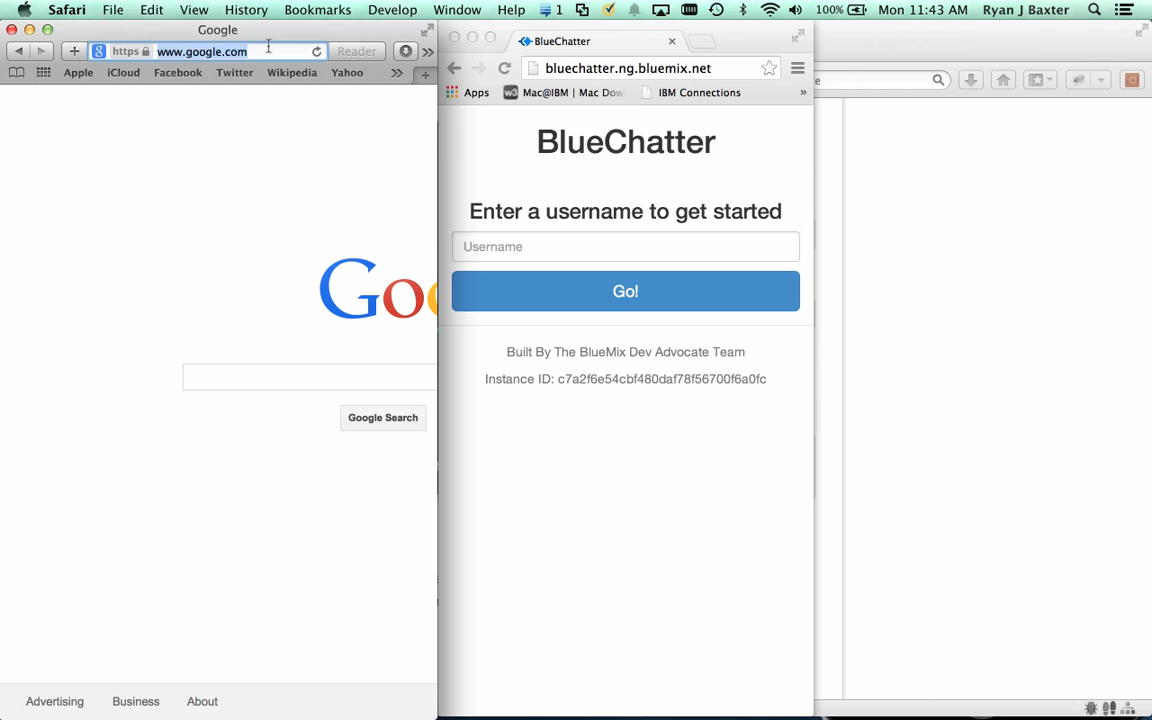 Safari File Edit View History Bookmarks Develop Window Help 1 100% Mon 11:43 AM Ryan J Baxter
Google
https www.google.com Reader
Apple iCloud Facebook Twitter Wikipedia Yahoo
Google Search
Advertising Business About
BlueChatter
bluechatter.ng.bluemix.net
Apps w3 Mac@IBM | Mac Dow IBM Connections
BlueChatter
Enter a username to get started
Username
Go!
Built By The BlueMix Dev Advocate Team
Instance ID: c7a2f6e54cbf480daf78f56700f6a0fc